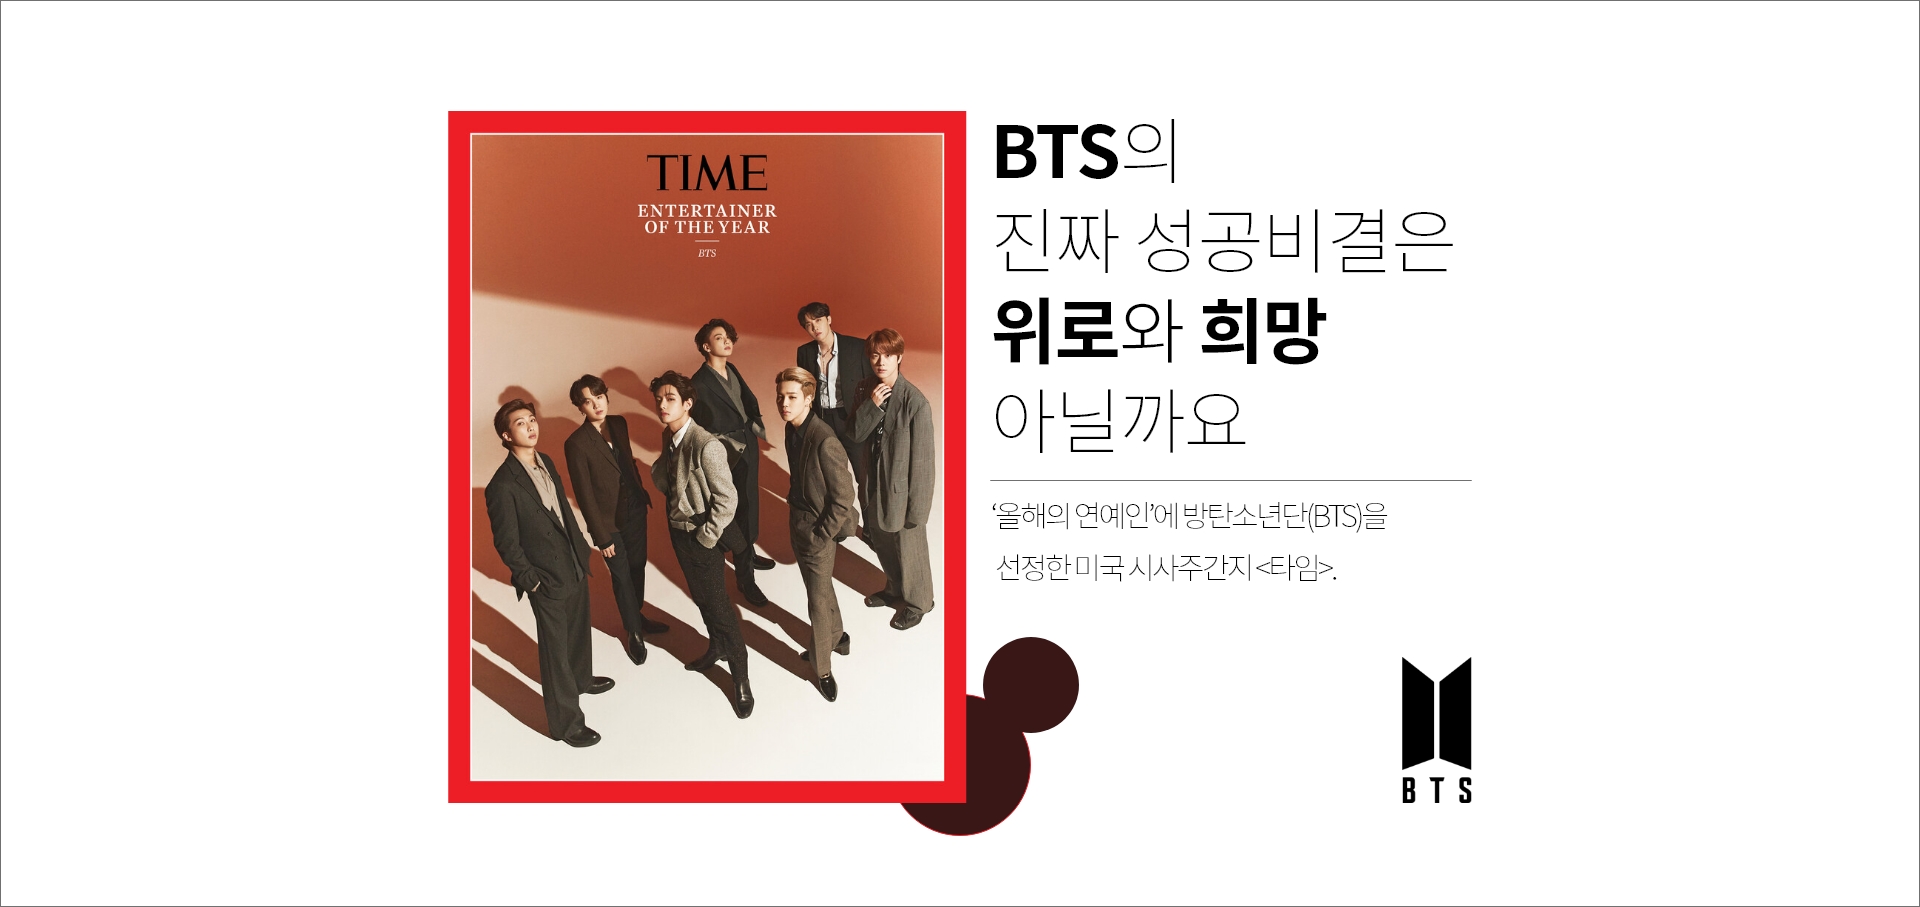 TIME
ENTERTAINER
OF THE YEAR
BTS
BTS의
진짜 성공비결은
위로와 희망
아닐까요
‘올해의 연예인’에 방탄소년단(BTS)을
선정한 미국 시사주간지 <타임>.
BTS